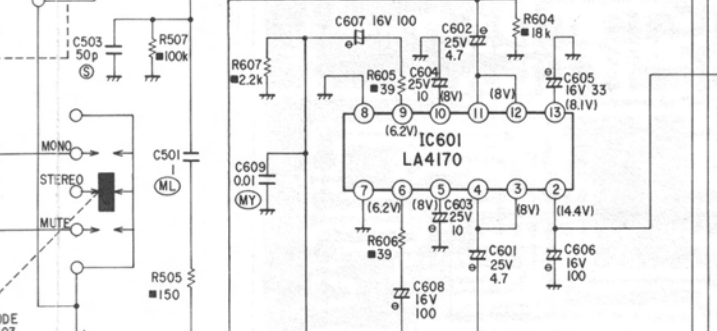 C607 16V 100
C602
25V
4.7
R604
■18k
C503
50p
Ⓢ
R507
■100k
R607
■2.2k
R605
■39
C604
25V
10
(8V)
(8V)
C605
16V 33
(8.1V)
8
9
10
11
12
13
(6.2V)
IC601
LA4170
MONO
STEREO
MUTE
C501
1
ML
C609
0.01
MY
7
6
5
4
3
2
(6.2V)
(8V)
C603
25V
10
(8V)
(14.4V)
R606
■39
C601
25V
4.7
C606
16V
100
R505
■150
C608
16V
100
ODE